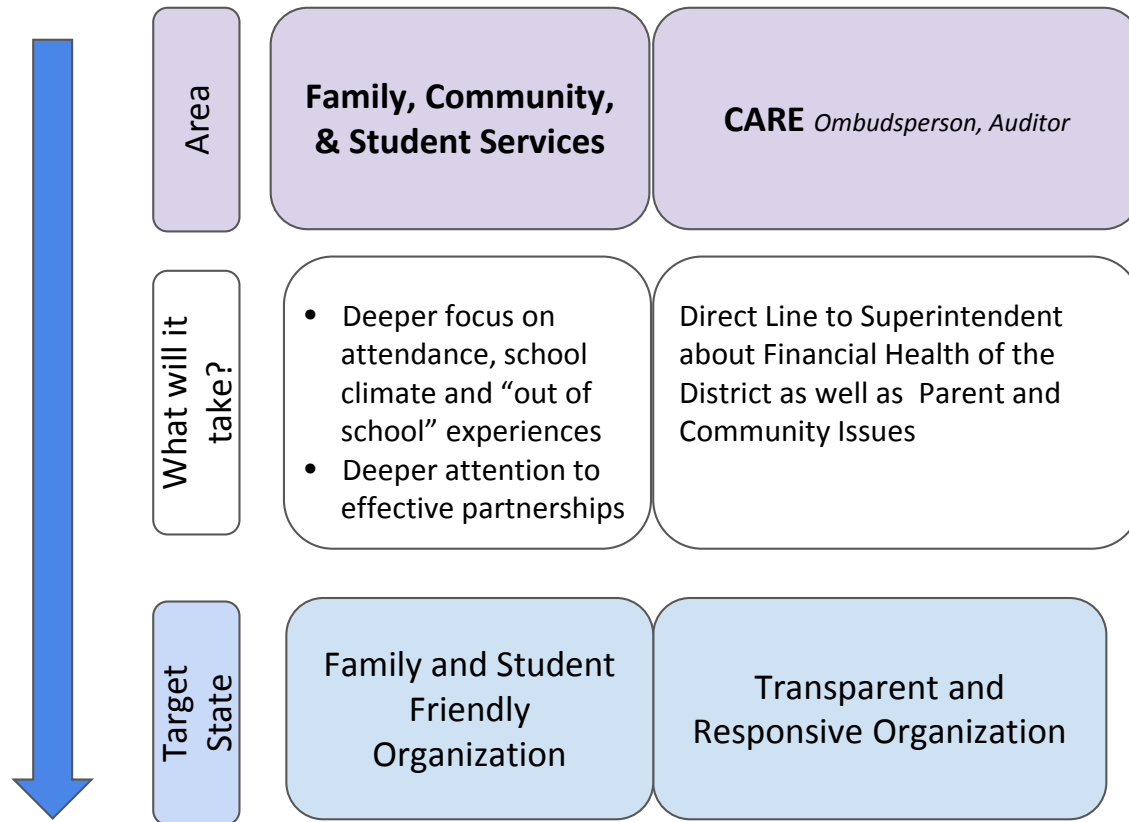 Area
Family, Community,
& Student Services
CARE Ombudsperson, Auditor
What will it
take?
• Deeper focus on
attendance, school
climate and “out of
school” experiences
• Deeper attention to
effective partnerships
Direct Line to Superintendent
about Financial Health of the
District as well as  Parent and
Community Issues
Target
State
Family and Student
Friendly
Organization
Transparent and
Responsive Organization